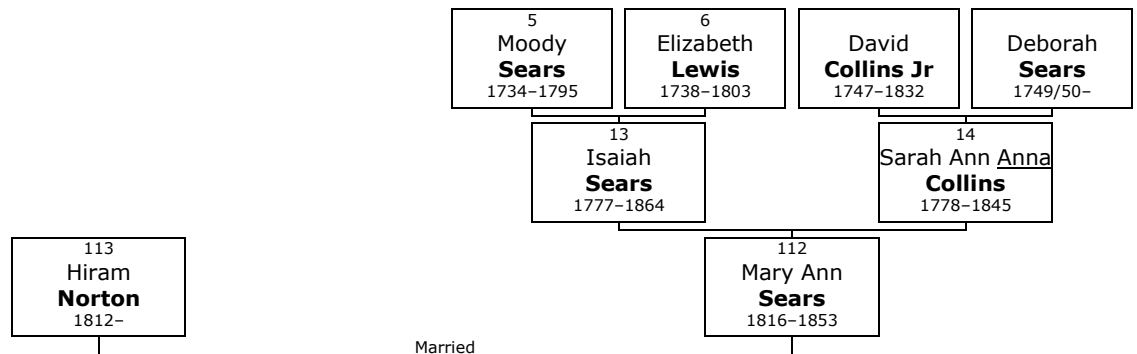 5
Moody
Sears
1734–1795
6
Elizabeth
Lewis
1738–1803
David
Collins Jr
1747–1832
Deborah
Sears
1749/50–
13
Isaiah
Sears
1777–1864
14
Sarah Ann Anna
Collins
1778–1845
113
Hiram
Norton
1812–
112
Mary Ann
Sears
1816–1853
Married